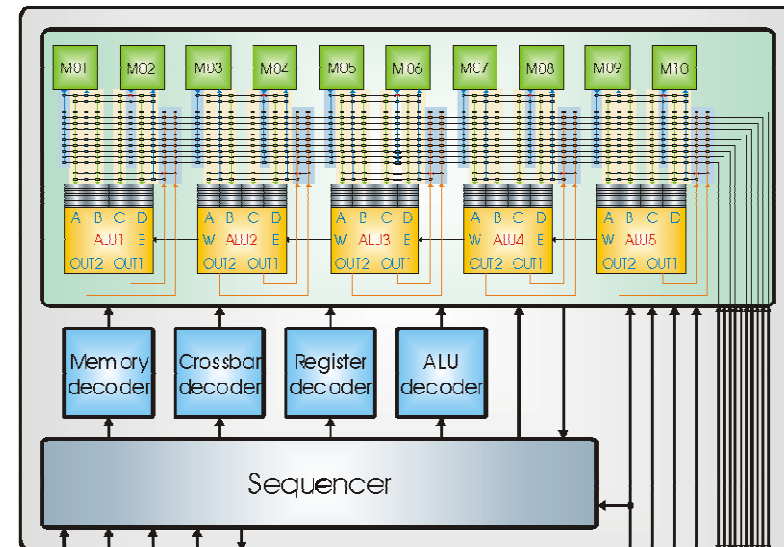 M01 M02 M03 M04 M05 M06 M07 M08 M09 M10
A B C D A B C D A B C D A B C D A B C D
ALU1 E W ALU2 W ALU3 E W ALU4 W ALU5
OUT2 OUT1 OUT2 OUT1 OUT2 OUT1 OUT2 OUT1 OUT2 OUT1
Memory Crossbar Register ALU
decoder decoder decoder decoder
Sequencer